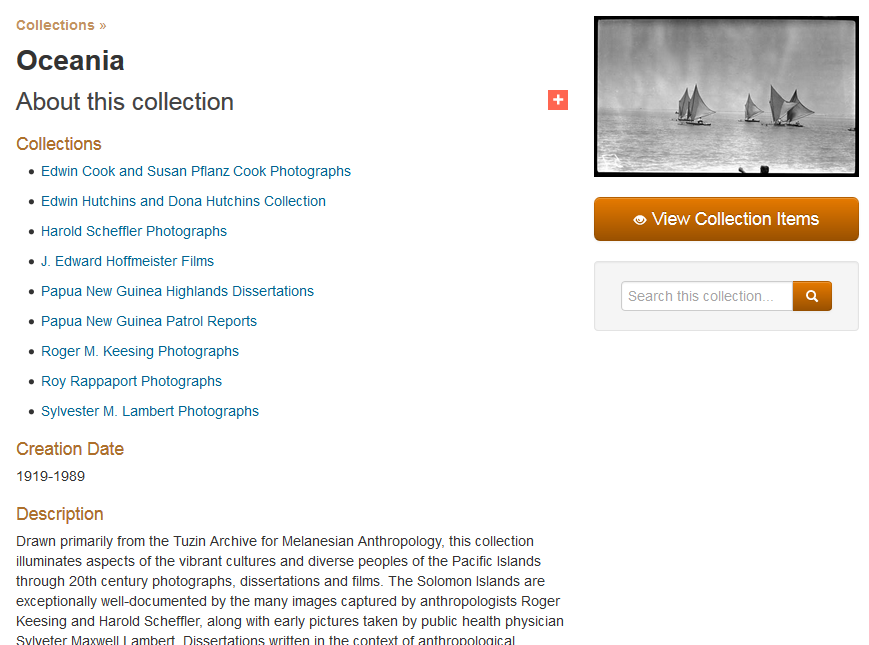 Collections »
Oceania
About this collection
Collections
Edwin Cook and Susan Pflanz Cook Photographs
Edwin Hutchins and Dona Hutchins Collection
Harold Scheffler Photographs
J. Edward Hoffmeister Films
Papua New Guinea Highlands Dissertations
Papua New Guinea Patrol Reports
Roger M. Keesing Photographs
Roy Rappaport Photographs
Sylvester M. Lambert Photographs
Creation Date
1919-1989
Description
Drawn primarily from the Tuzin Archive for Melanesian Anthropology, this collection
illuminates aspects of the vibrant cultures and diverse peoples of the Pacific Islands
through 20th century photographs, dissertations and films. The Solomon Islands are
exceptionally well-documented by the many images captured by anthropologists Roger
Keesing and Harold Scheffler, along with early pictures taken by public health physician
Sylveter Maxwell Lambert. Dissertations written in the context of anthropological
View Collection Items
Search this collection...